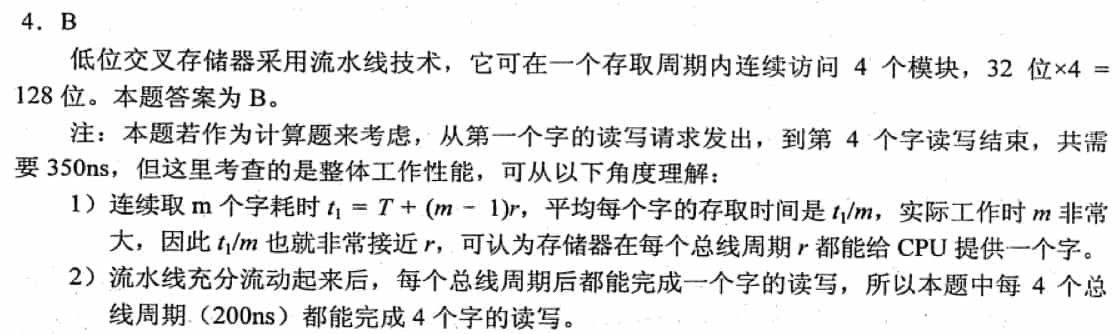 4．B
低位交叉存储器采用流水线技术，它可在一个存取周期内连续访问 4 个模块，32 位×4 =
128 位。本题答案为 B。
注：本题若作为计算题来考虑，从第一个字的读写请求发出，到第 4 个字读写结束，共需
要 350ns，但这里考查的是整体工作性能，可从以下角度理解：
1）连续取 m 个字耗时 t₁ = T + (m − 1)r，平均每个字的存取时间是 t₁/m，实际工作时 m 非常
大，因此 t₁/m 也就非常接近 r，可认为存储器在每个总线周期 r 都能给 CPU 提供一个字。
2）流水线充分流动起来后，每个总线周期后都能完成一个字的读写，所以本题中每 4 个总
线周期（200ns）都能完成 4 个字的读写。